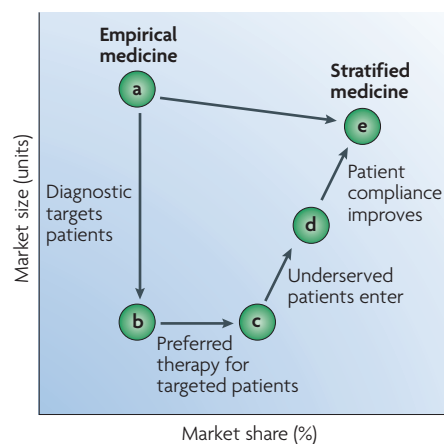 Empirical
medicine
a
Stratified
medicine
e
Patient
compliance
improves
Diagnostic
targets
patients
d
Underserved
patients enter
b
c
Preferred
therapy for
targeted patients
Market size (units)
Market share (%)